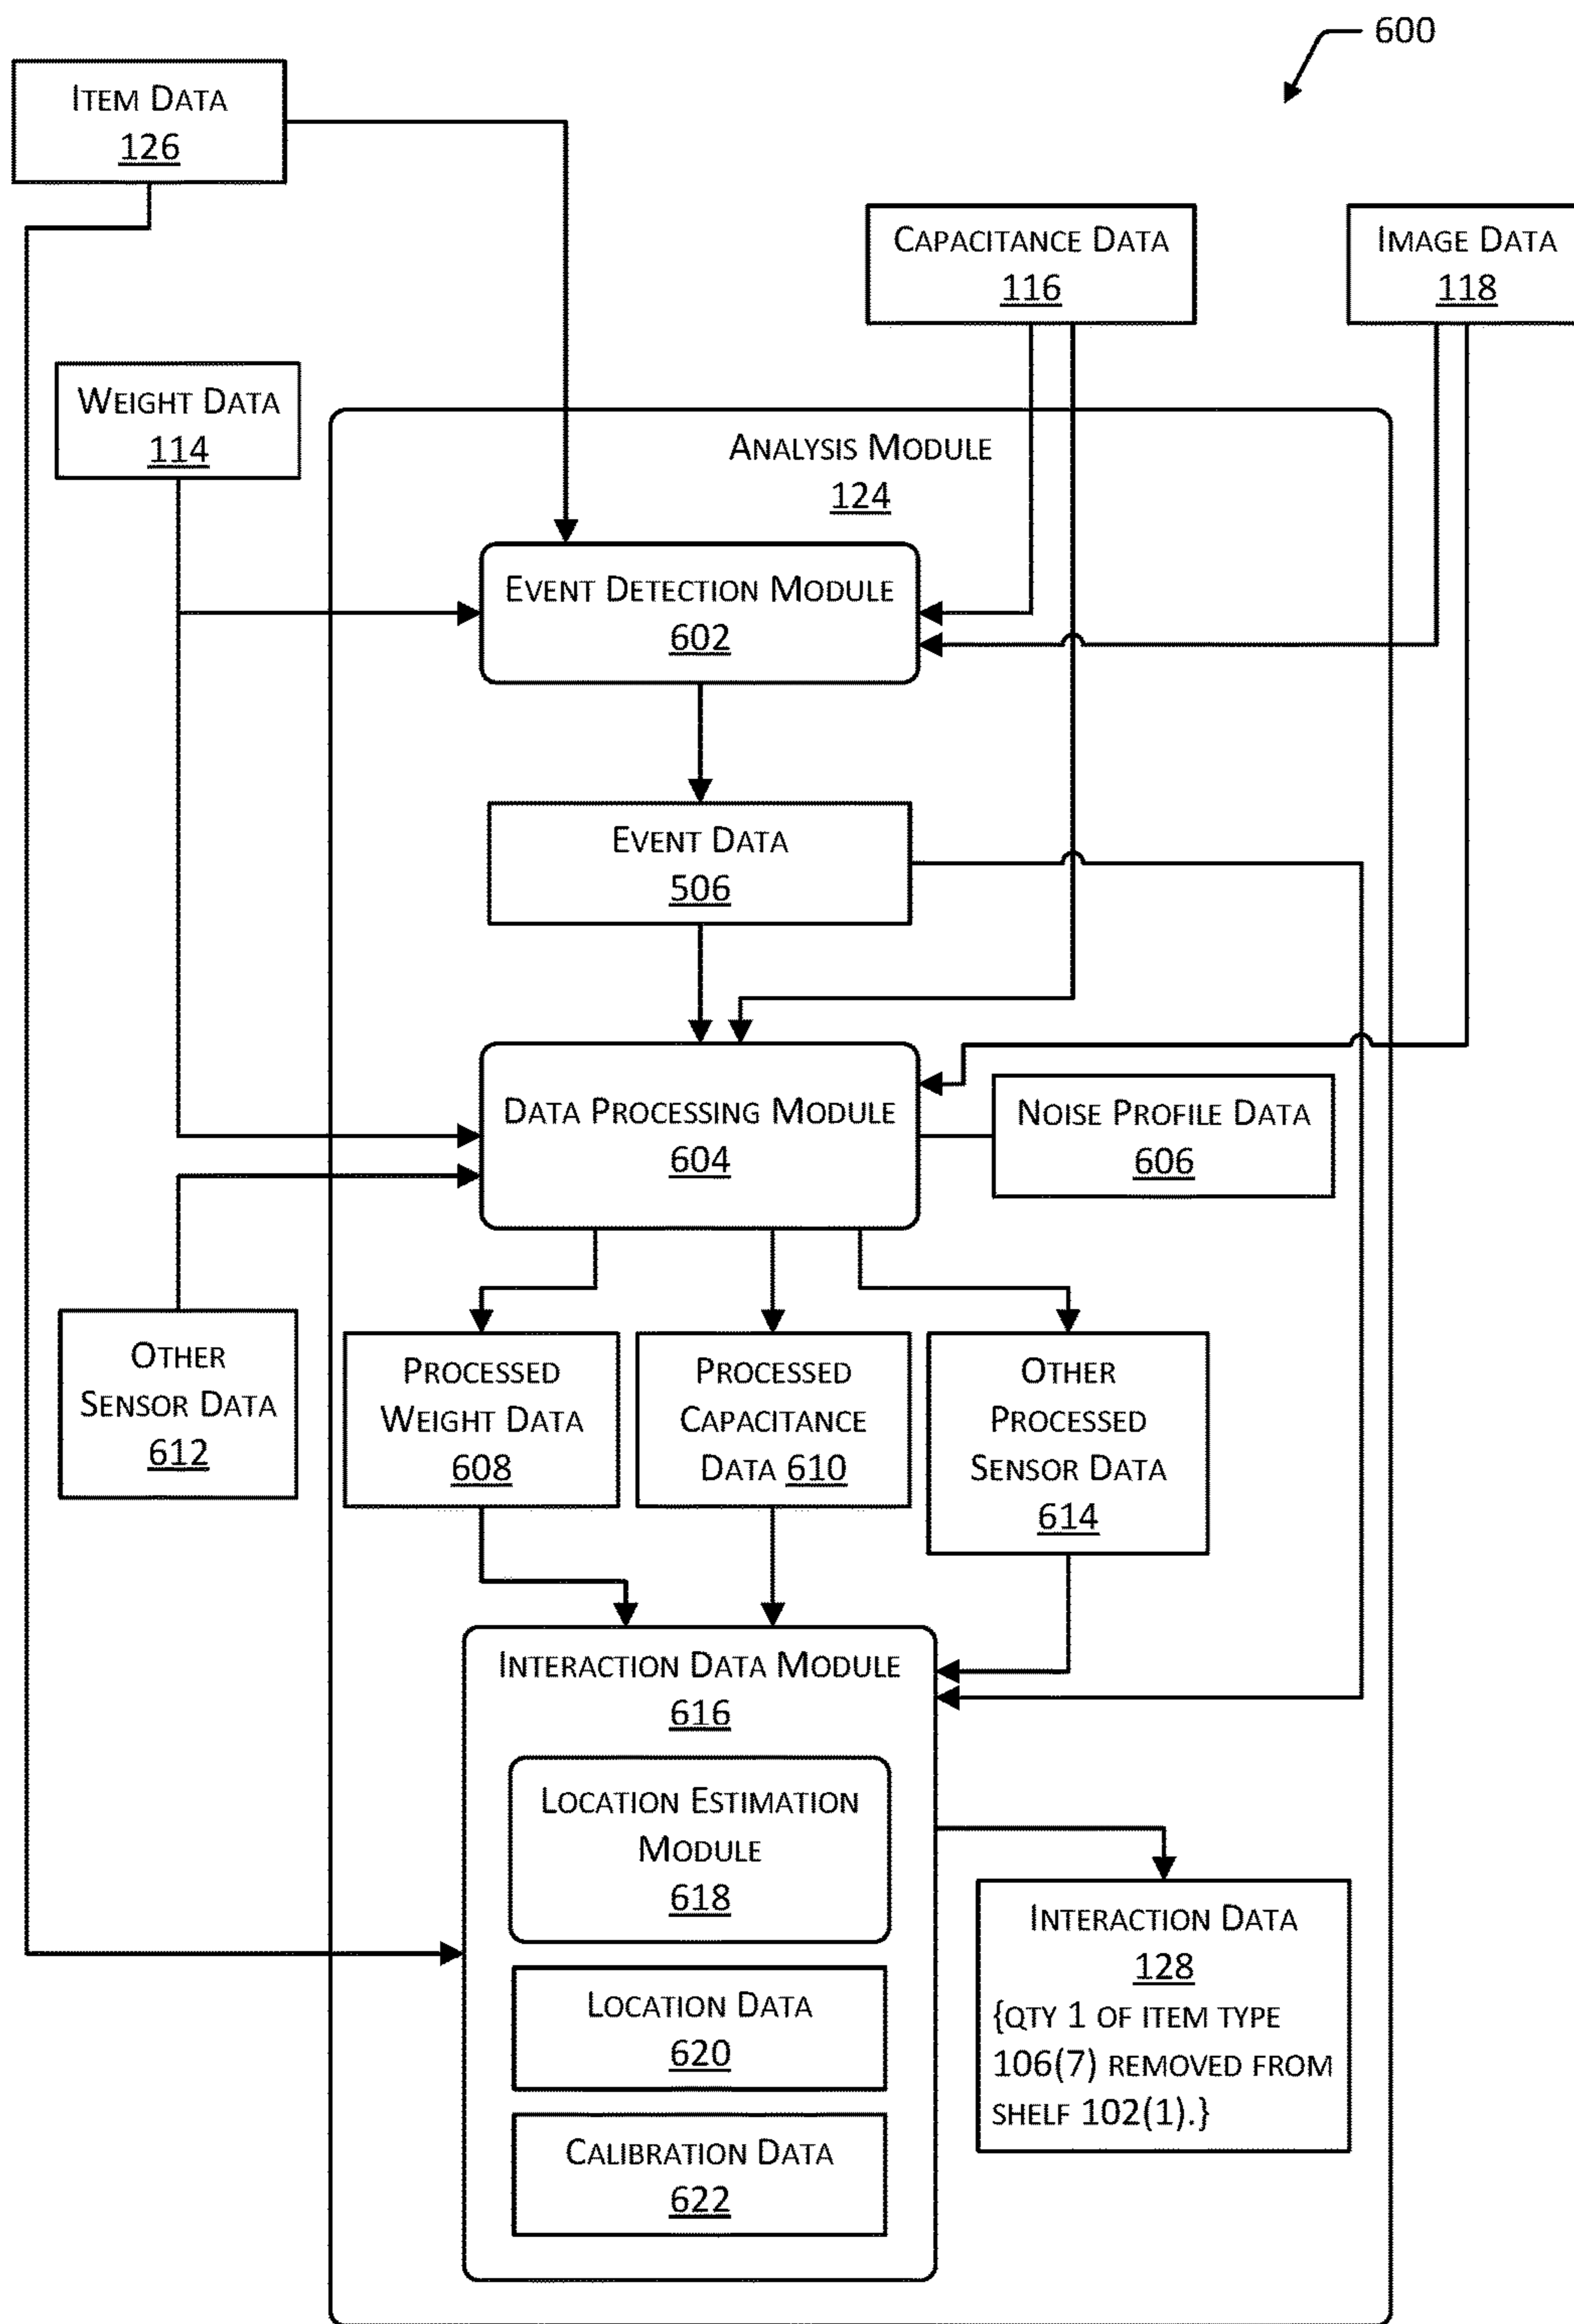 600
ITEM DATA
126
CAPACITANCE DATA
116
IMAGE DATA
118
WEIGHT DATA
114
ANALYSIS MODULE
124
EVENT DETECTION MODULE
602
EVENT DATA
506
DATA PROCESSING MODULE
604
NOISE PROFILE DATA
606
OTHER
SENSOR DATA
612
PROCESSED
WEIGHT DATA
608
PROCESSED
CAPACITANCE
DATA 610
OTHER
PROCESSED
SENSOR DATA
614
INTERACTION DATA MODULE
616
LOCATION ESTIMATION
MODULE
618
LOCATION DATA
620
CALIBRATION DATA
622
INTERACTION DATA
128
{QTY 1 OF ITEM TYPE
106(7) REMOVED FROM
SHELF 102(1).}